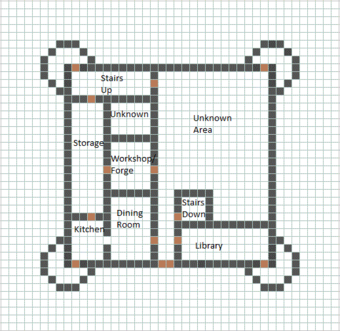 Stairs
Up
Unknown
Unknown
Area
Storage
Workshop/
Forge
Stairs
Down
Dining
Room
Kitchen
Library